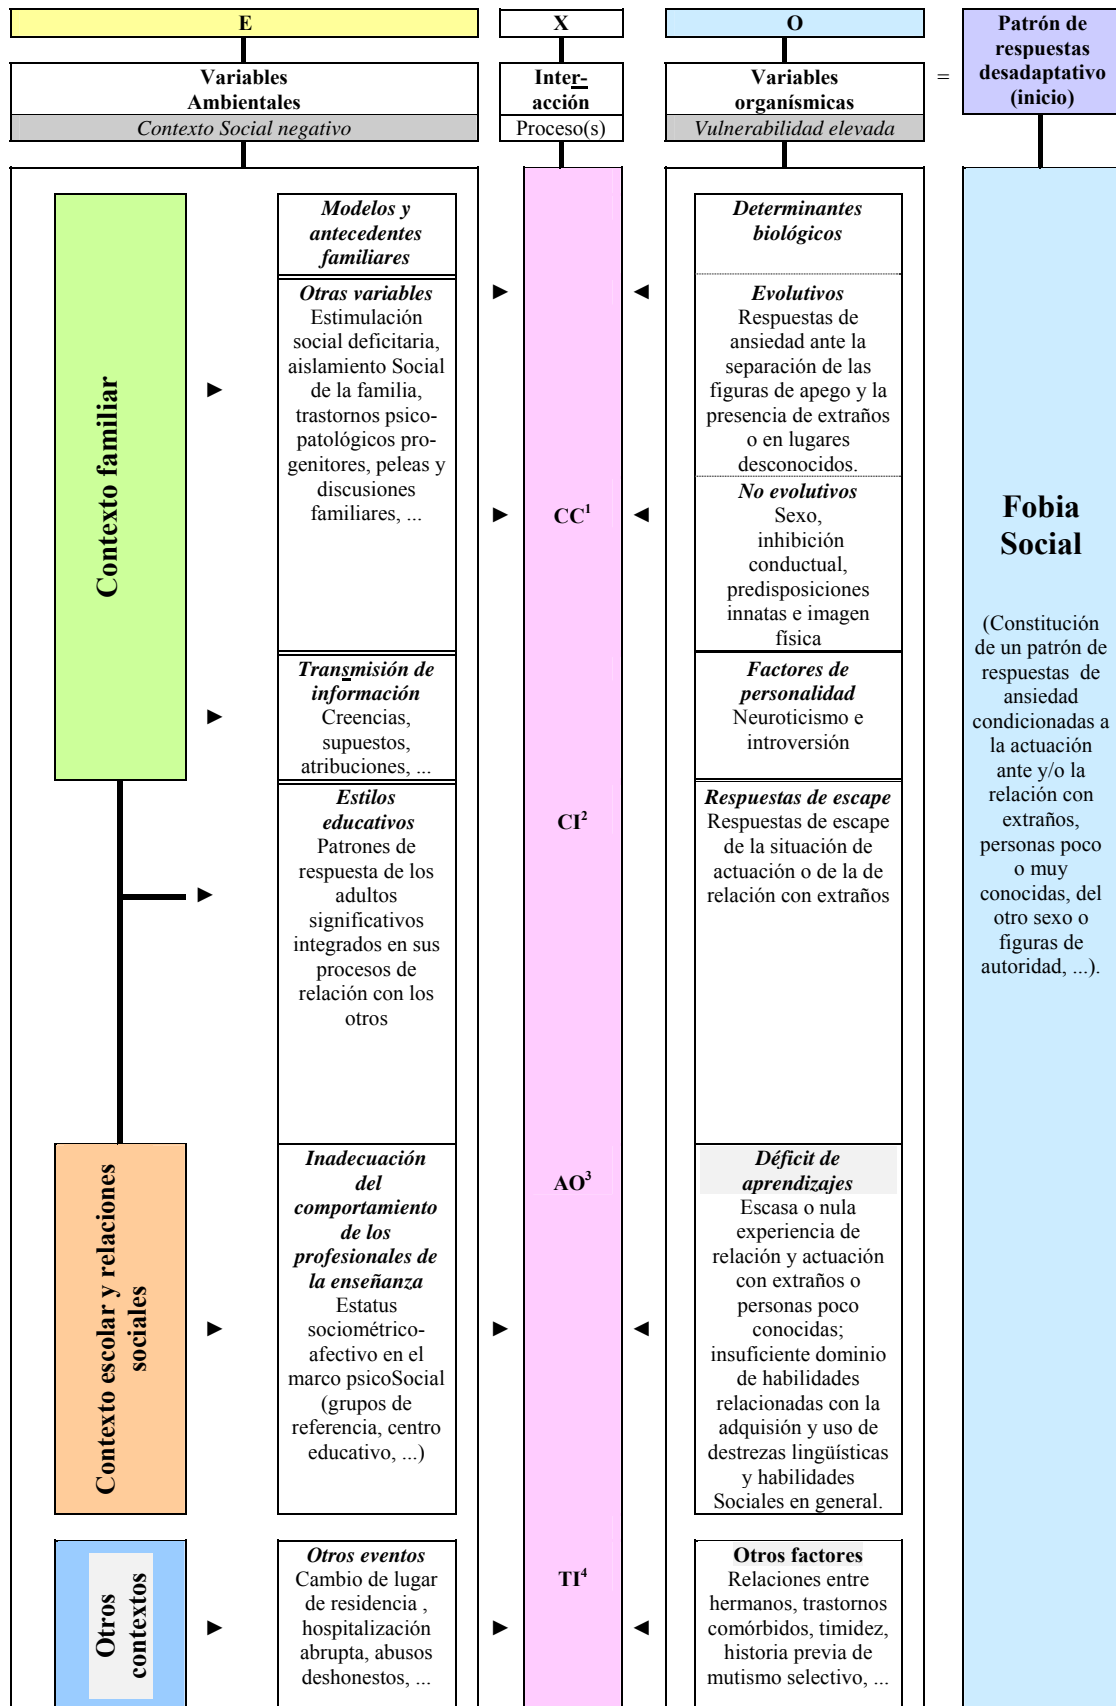 E
X
O
Patrón de
respuestas
desadaptativo
(inicio)
Variables
Ambientales
Contexto Social negativo
Inter-
acción
Proceso(s)
Variables
organísmicas
Vulnerabilidad elevada
=
Contexto familiar
Modelos y
antecedentes
familiares
Otras variables
Estimulación
social deficitaria,
aislamiento Social
de la familia,
trastornos psico-
patológicos pro-
genitores, peleas y
discusiones
familiares, ...
Transmisión de
información
Creencias,
supuestos,
atribuciones, ...
Estilos
educativos
Patrones de
respuesta de los
adultos
significativos
integrados en sus
procesos de
relación con los
otros
Contexto escolar y relaciones
sociales
Inadecuación
del
comportamiento
de los
profesionales de
la enseñanza
Estatus
sociométrico-
afectivo en el
marco psicoSocial
(grupos de
referencia, centro
educativo, ...)
Otros
contextos
Otros eventos
Cambio de lugar
de residencia ,
hospitalización
abrupta, abusos
deshonestos, ...
CC¹
CI²
AO³
TI⁴
Determinantes
biológicos
Evolutivos
Respuestas de
ansiedad ante la
separación de las
figuras de apego y la
presencia de extraños
o en lugares
desconocidos.
No evolutivos
Sexo,
inhibición
conductual,
predisposiciones
innatas e imagen
física
Factores de
personalidad
Neuroticismo e
introversión
Respuestas de escape
Respuestas de escape
de la situación de
actuación o de la de
relación con extraños
Déficit de
aprendizajes
Escasa o nula
experiencia de
relación y actuación
con extraños o
personas poco
conocidas;
insuficiente dominio
de habilidades
relacionadas con la
adquisición y uso de
destrezas lingüísticas
y habilidades
Sociales en general.
Otros factores
Relaciones entre
hermanos, trastornos
comórbidos, timidez,
historia previa de
mutismo selectivo, ...
Fobia
Social
(Constitución
de un patrón de
respuestas de
ansiedad
condicionadas a
la actuación
ante y/o la
relación con
extraños,
personas poco
o muy
conocidas, del
otro sexo o
figuras de
autoridad, ...).